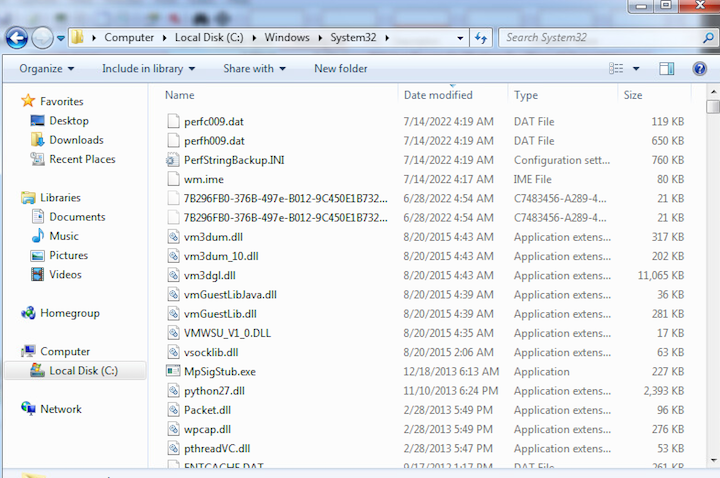 Computer Local Disk (C:) Windows System32 Search System32
Organize Include in library Share with New folder
Favorites
Desktop
Downloads
Recent Places
Libraries
Documents
Music
Pictures
Videos
Homegroup
Computer
Local Disk (C:)
Network
Name Date modified Type Size
perfc009.dat 7/14/2022 4:19 AM DAT File 119 KB
perfh009.dat 7/14/2022 4:19 AM DAT File 650 KB
PerfStringBackup.INI 7/14/2022 4:19 AM Configuration sett... 760 KB
wm.ime 7/14/2022 4:17 AM IME File 80 KB
7B296FB0-376B-497e-B012-9C450E1B732... 6/28/2022 4:54 AM C7483456-A289-4... 21 KB
7B296FB0-376B-497e-B012-9C450E1B732... 6/28/2022 4:54 AM C7483456-A289-4... 21 KB
vm3dum.dll 8/20/2015 4:43 AM Application extens... 317 KB
vm3dum_10.dll 8/20/2015 4:43 AM Application extens... 202 KB
vm3dgl.dll 8/20/2015 4:43 AM Application extens... 11,065 KB
vmGuestLibJava.dll 8/20/2015 4:39 AM Application extens... 36 KB
vmGuestLib.dll 8/20/2015 4:39 AM Application extens... 281 KB
VMWSU_V1_0.DLL 8/20/2015 4:35 AM Application extens... 17 KB
vsocklib.dll 8/20/2015 2:06 AM Application extens... 63 KB
MpSigStub.exe 12/18/2013 6:13 AM Application 227 KB
python27.dll 11/10/2013 6:24 PM Application extens... 2,393 KB
Packet.dll 2/28/2013 5:49 PM Application extens... 96 KB
wpcap.dll 2/28/2013 5:49 PM Application extens... 276 KB
pthreadVC.dll 2/28/2013 5:47 PM Application extens... 53 KB
FNTCACHE.DAT 9/17/2012 1:17 PM DAT File 261 KB